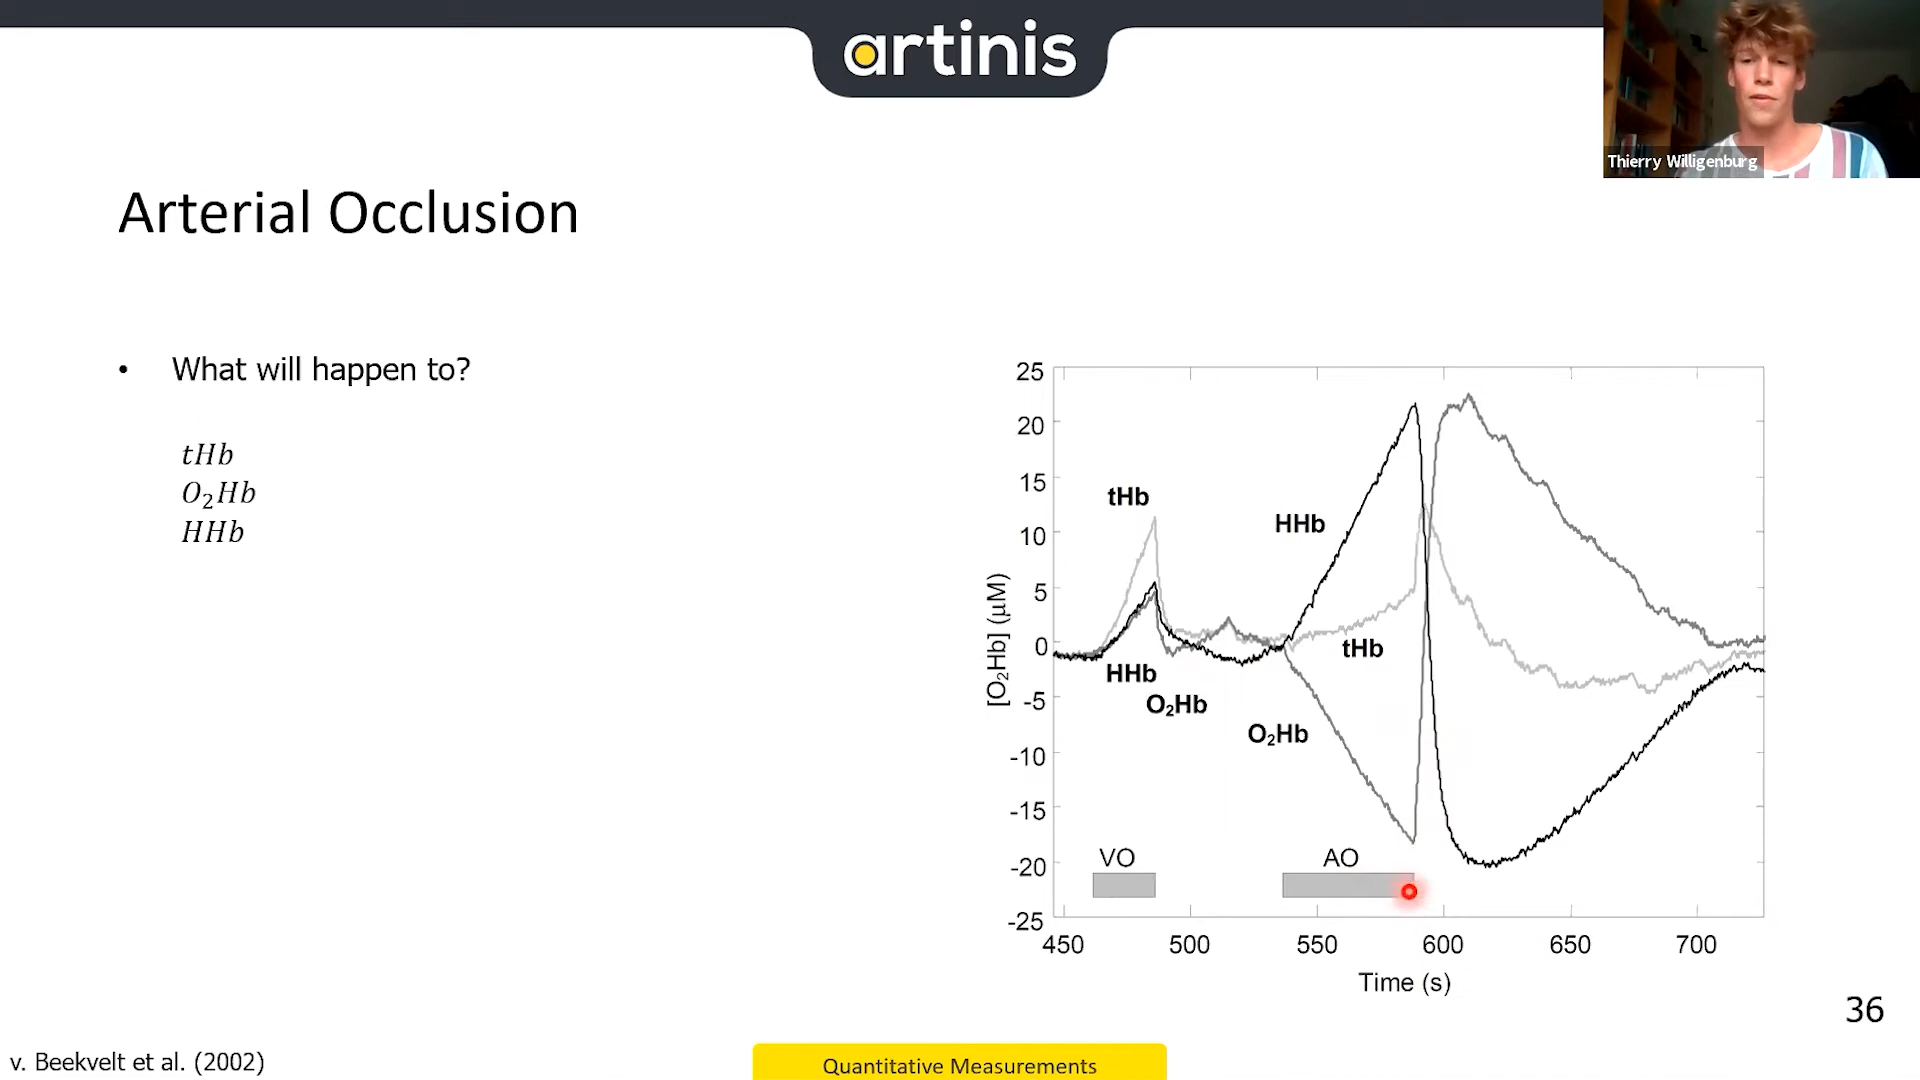 artinis
Thierry Willigenburg
Arterial Occlusion
• What will happen to?
tHb
O₂Hb
HHb
25
20
15
10
5
0
-5
-10
-15
-20
-25
[O₂Hb] (μM)
tHb
HHb
O₂Hb
HHb
tHb
O₂Hb
VO
AO
450 500 550 600 650 700
Time (s)
36
v. Beekvelt et al. (2002)
Quantitative Measurements